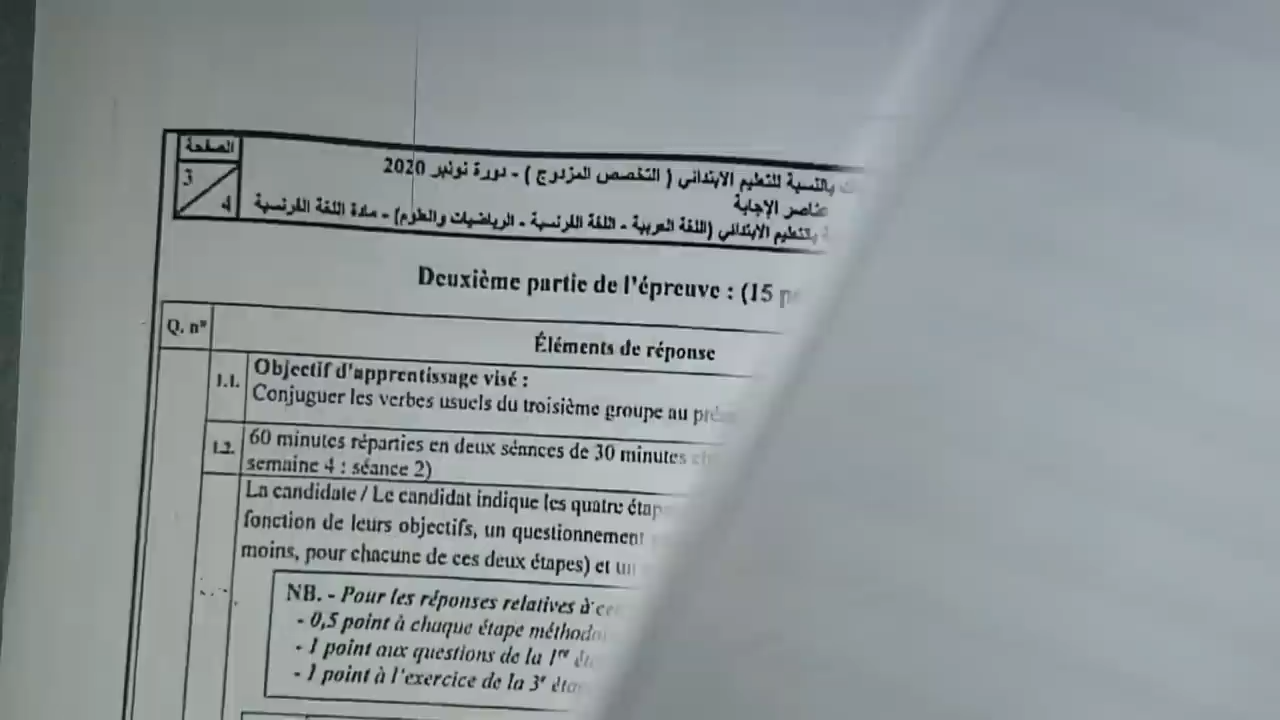 الصفحة
3
4
بالنسبة للتعليم الابتدائي ( التخصص المزدوج ) - دورة نونبر 2020
عناصر الإجابة
بالتعليم الابتدائي (اللغة العربية - اللغة الفرنسية - الرياضيات والعلوم) - مادة اللغة الفرنسية
Deuxième partie de l'épreuve : (15
Q. n°
Éléments de réponse
1.1.
Objectif d'apprentissage visé :
Conjuguer les verbes usuels du troisième groupe au
1.2.
60 minutes réparties en deux séances de 30 minutes
semaine 4 : séance 2)
La candidate / Le candidat indique les quatre
fonction de leurs objectifs, un questionnement
moins, pour chacune de ces deux étapes) et
NB. - Pour les réponses relatives à
- 0,5 point à chaque étape
- 1 point aux questions de la 1re
- 1 point à l'exercice de la 3e